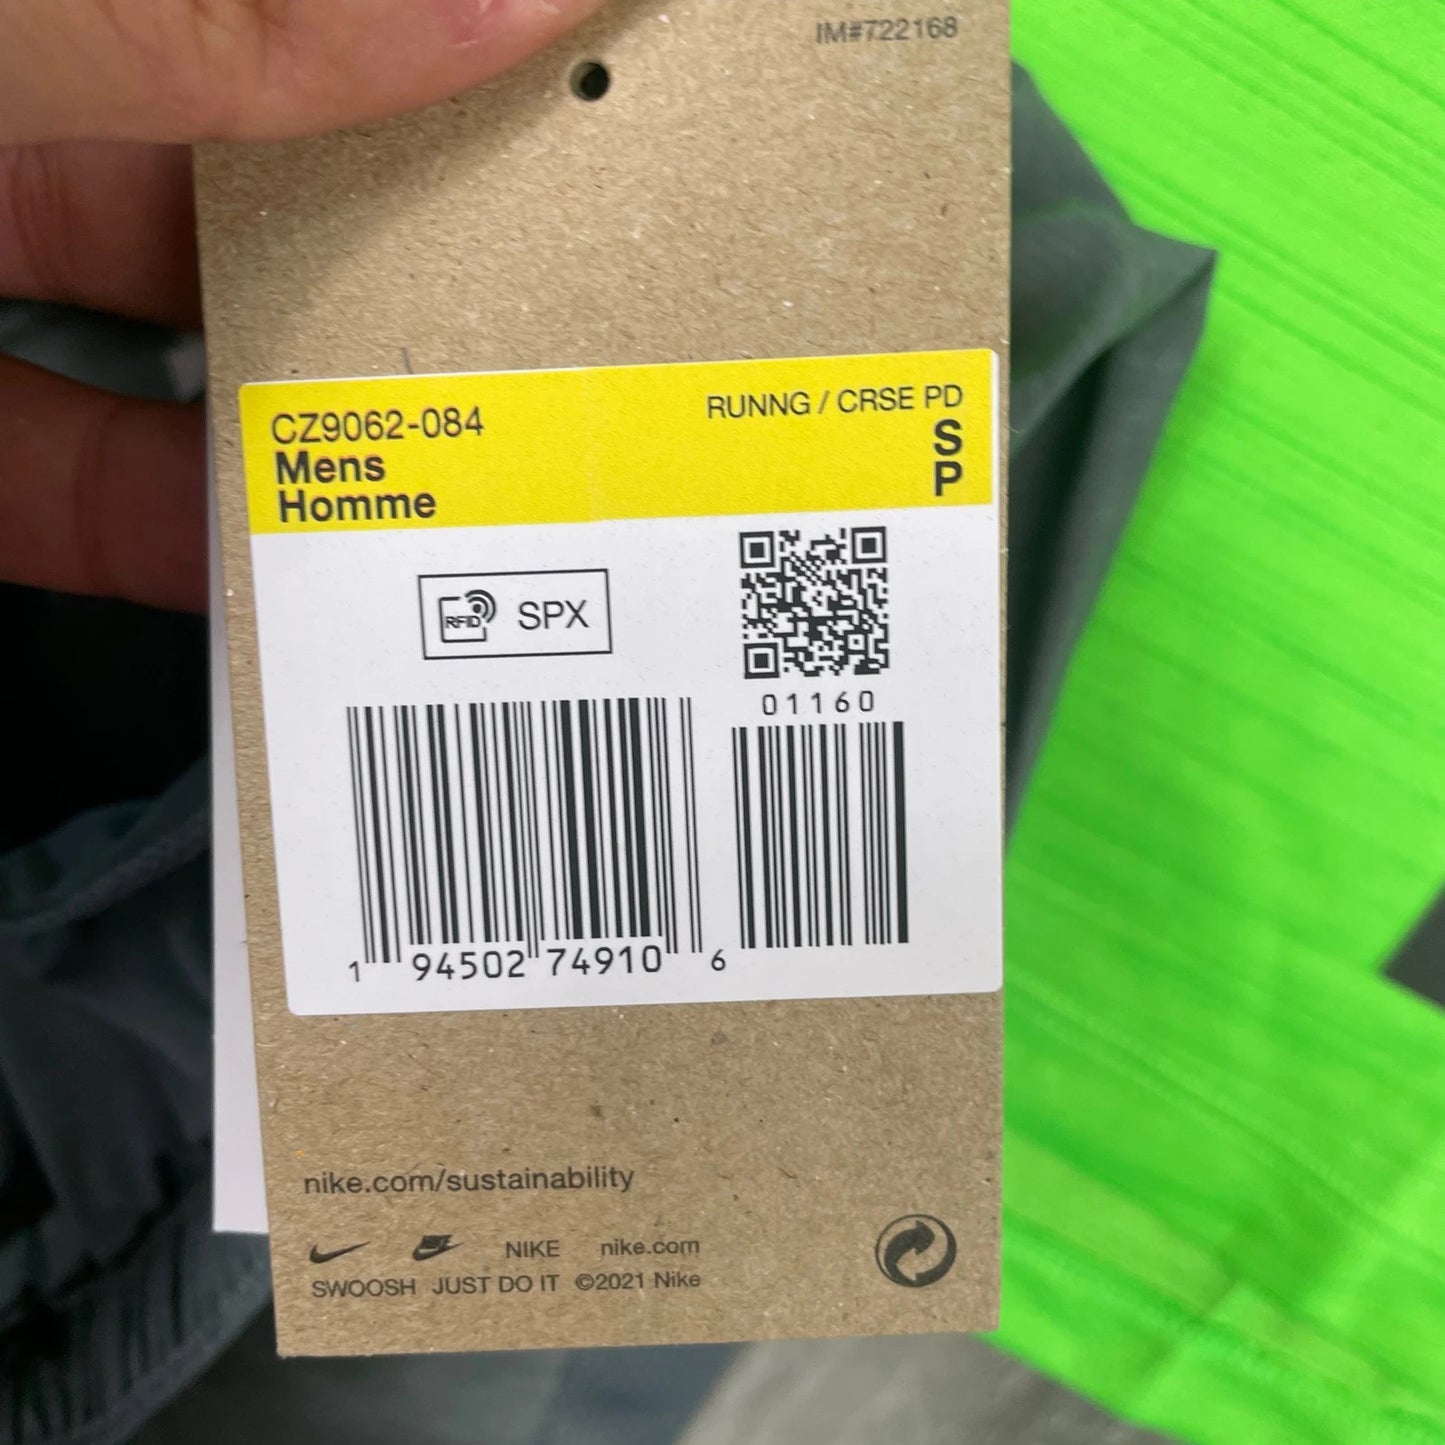 IM#722168
CZ9062-084
RUNNG / CRSE PD
Mens
S
Homme
P
RFID SPX
01160
1 94502 74910 6
nike.com/sustainability
NIKE nike.com
SWOOSH JUST DO IT ©2021 Nike